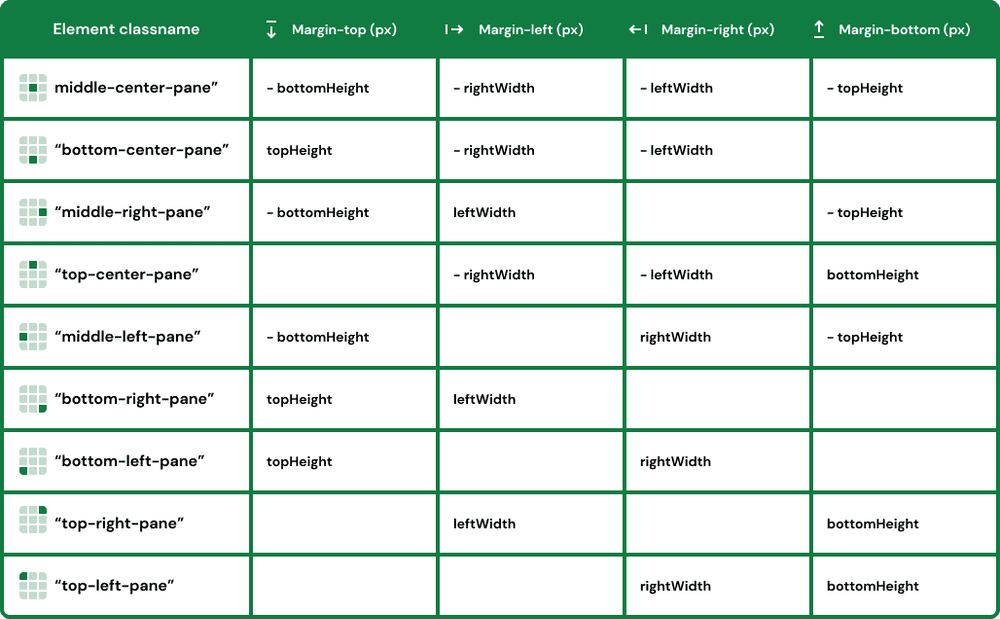 Element classname Margin-top (px) Margin-left (px) Margin-right (px) Margin-bottom (px)
middle-center-pane” - bottomHeight - rightWidth - leftWidth - topHeight
“bottom-center-pane” topHeight - rightWidth - leftWidth
“middle-right-pane” - bottomHeight leftWidth - topHeight
“top-center-pane” - rightWidth - leftWidth bottomHeight
“middle-left-pane” - bottomHeight rightWidth - topHeight
“bottom-right-pane” topHeight leftWidth
“bottom-left-pane” topHeight rightWidth
“top-right-pane” leftWidth bottomHeight
“top-left-pane” rightWidth bottomHeight